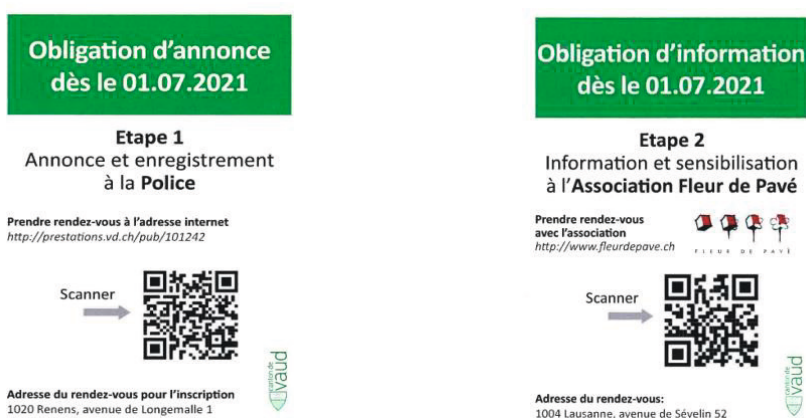 Obligation d'annonce
dès le 01.07.2021
Etape 1
Annonce et enregistrement
à la Police
Prendre rendez-vous à l'adresse internet
http://prestations.vd.ch/pub/101242
Scanner
canton de
vaud
Adresse du rendez-vous pour l'inscription
1020 Renens, avenue de Longemalle 1
Obligation d'information
dès le 01.07.2021
Etape 2
Information et sensibilisation
à l'Association Fleur de Pavé
Prendre rendez-vous
avec l'association
http://www.fleurdepave.ch
FLEUR DE PAVÉ
Scanner
canton de
vaud
Adresse du rendez-vous:
1004 Lausanne, avenue de Sévelin 52